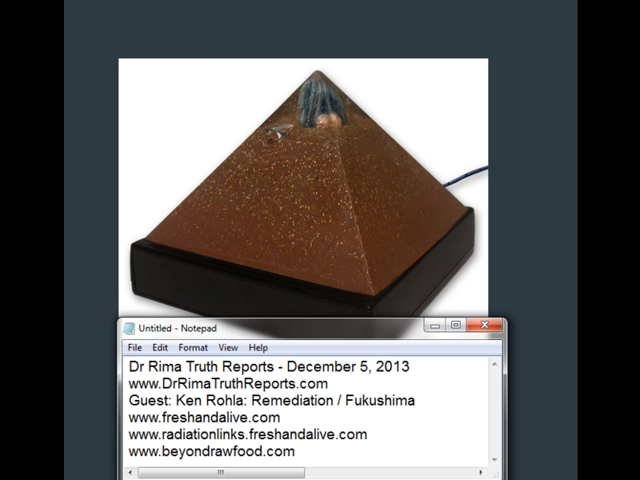 Untitled - Notepad
File Edit Format View Help
Dr Rima Truth Reports - December 5, 2013
www.DrRimaTruthReports.com
Guest: Ken Rohla: Remediation / Fukushima
www.freshandalive.com
www.radiationlinks.freshandalive.com
www.beyondrawfood.com